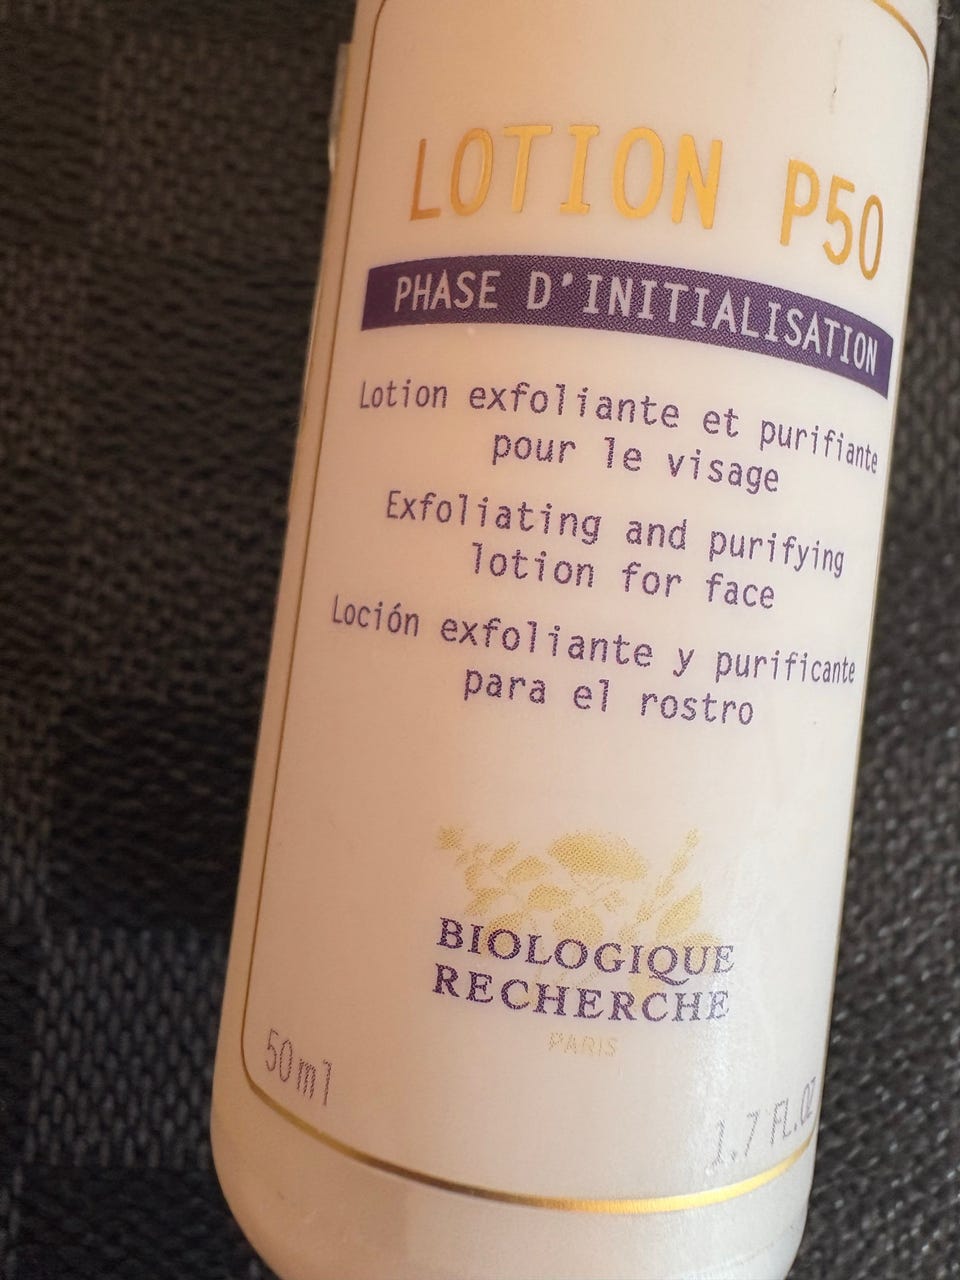 LOTION P50
PHASE D'INITIALISATION
Lotion exfoliante et purifiante
pour le visage
Exfoliating and purifying
lotion for face
Loción exfoliante y purificante
para el rostro
BIOLOGIQUE
RECHERCHE
PARIS
50ml
1.7 FL.OZ